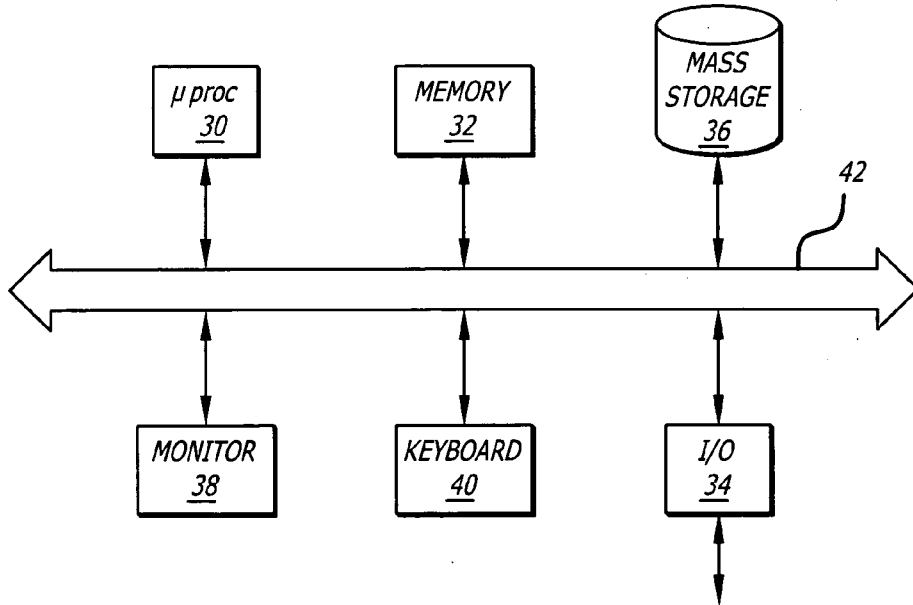 μ proc
30
MEMORY
32
MASS
STORAGE
36
42
MONITOR
38
KEYBOARD
40
I/O
34